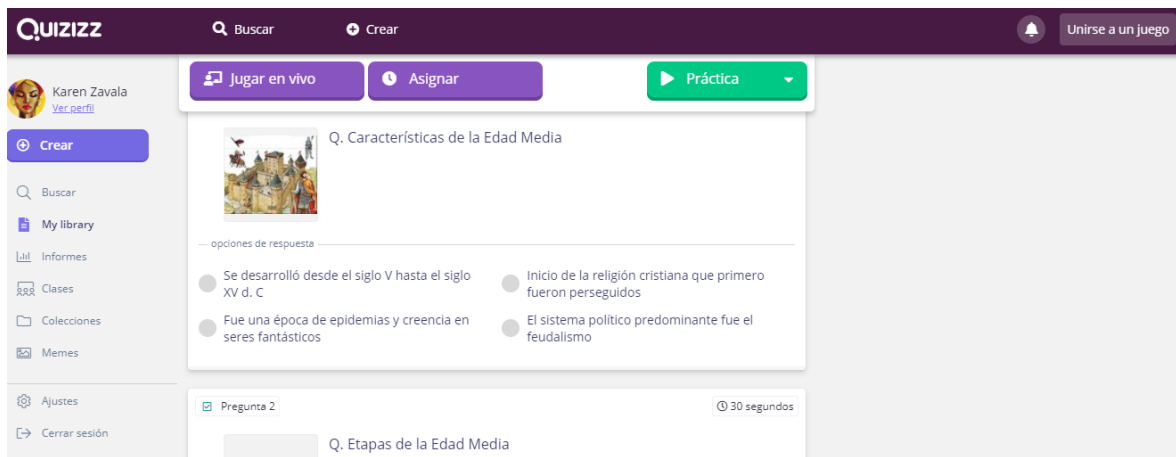 QUIZIZZ
Buscar
Crear
Unirse a un juego
Karen Zavala
Ver perfil
Crear
Buscar
My library
Informes
Clases
Colecciones
Memes
Ajustes
Cerrar sesión
Jugar en vivo
Asignar
Práctica
Q. Características de la Edad Media
opciones de respuesta
Se desarrolló desde el siglo V hasta el siglo
XV d. C
Inicio de la religión cristiana que primero
fueron perseguidos
Fue una época de epidemias y creencia en
seres fantásticos
El sistema político predominante fue el
feudalismo
Pregunta 2
30 segundos
Q. Etapas de la Edad Media